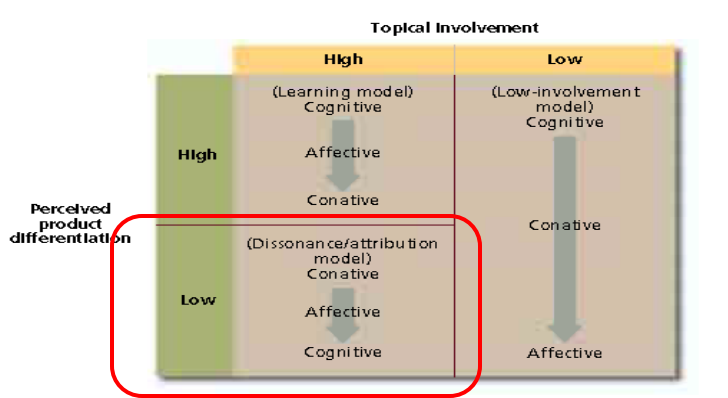 Topical Involvement
High
Low
(Learning model)
Cognitive
Affective
Conative
(Low-involvement
model)
Cognitive
Conative
Affective
High
Perceived
product
differentiation
(Dissonance/attribution
model)
Conative
Affective
Cognitive
Low